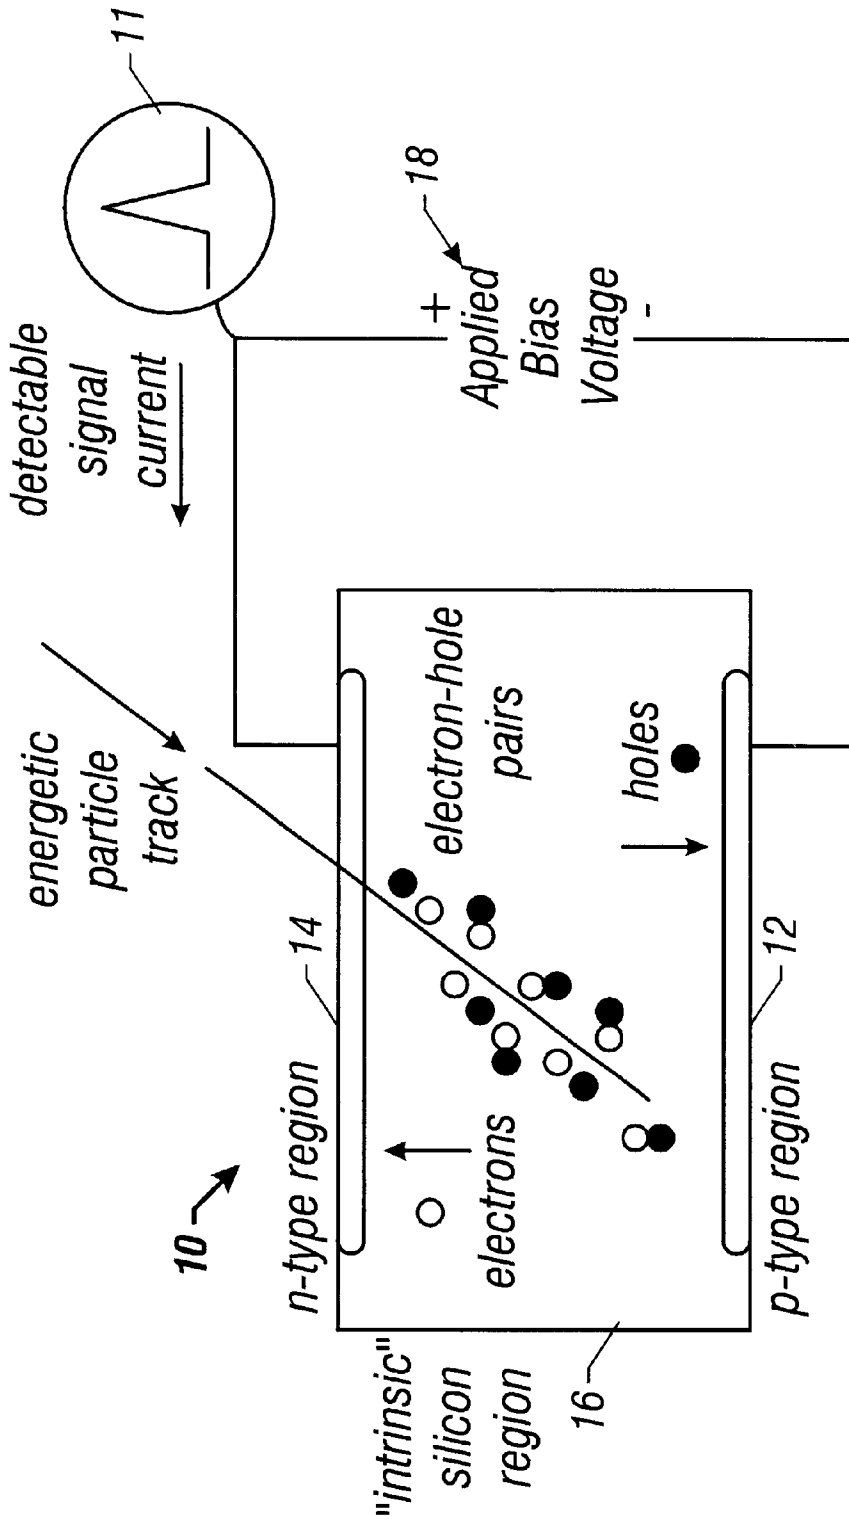 energetic
particle
track
detectable
signal
current
11
10
n-type region
14
"intrinsic"
silicon
region
16
electrons
electron-hole
pairs
holes
+
Applied
Bias
Voltage
-
18
p-type region
12